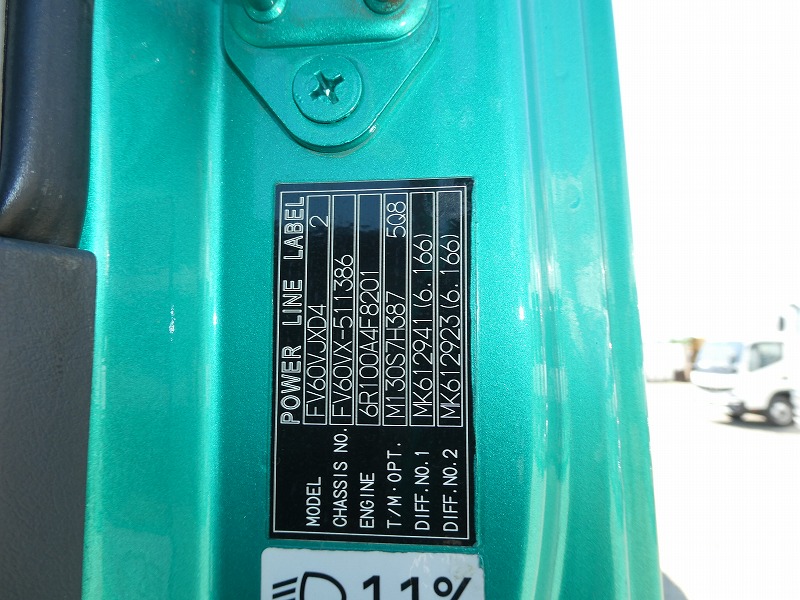 POWER LINE LABEL
MODEL FV60VJXD4 2
CHASSIS NO. FV60VX-511386
ENGINE 6R100A4F8201
T/M·OPT. M130S7H387 5Q8
DIFF.NO.1 MK612941(6.166)
DIFF.NO.2 MK612923(6.166)
11%